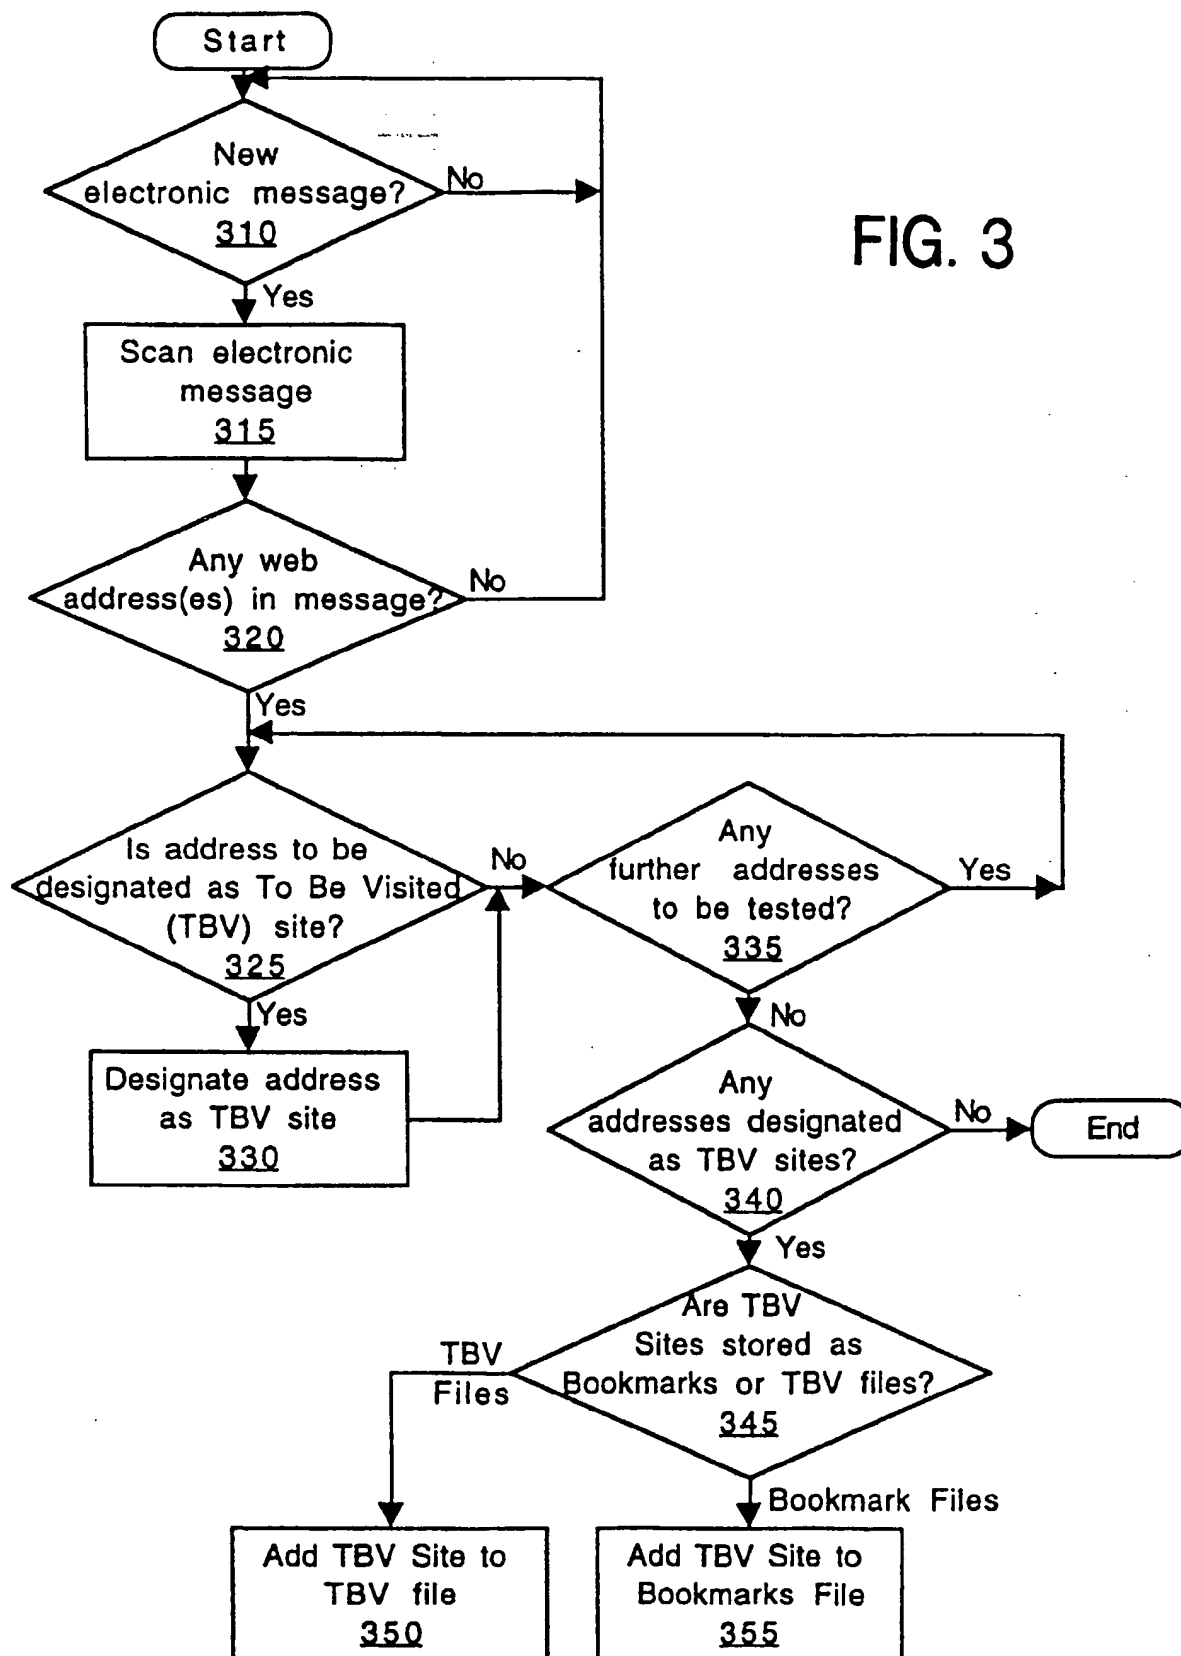 Start
New
electronic message?
310
No
FIG. 3
Yes
Scan electronic
message
315
Any web
address(es) in message?
320
No
Yes
Is address to be
designated as To Be Visited
(TBV) site?
325
No
Any
further addresses
to be tested?
335
Yes
Yes
No
Designate address
as TBV site
330
Any
addresses designated
as TBV sites?
340
No
End
Yes
Are TBV
Sites stored as
Bookmarks or TBV files?
345
TBV
Files
Bookmark Files
Add TBV Site to
TBV file
350
Add TBV Site to
Bookmarks File
355